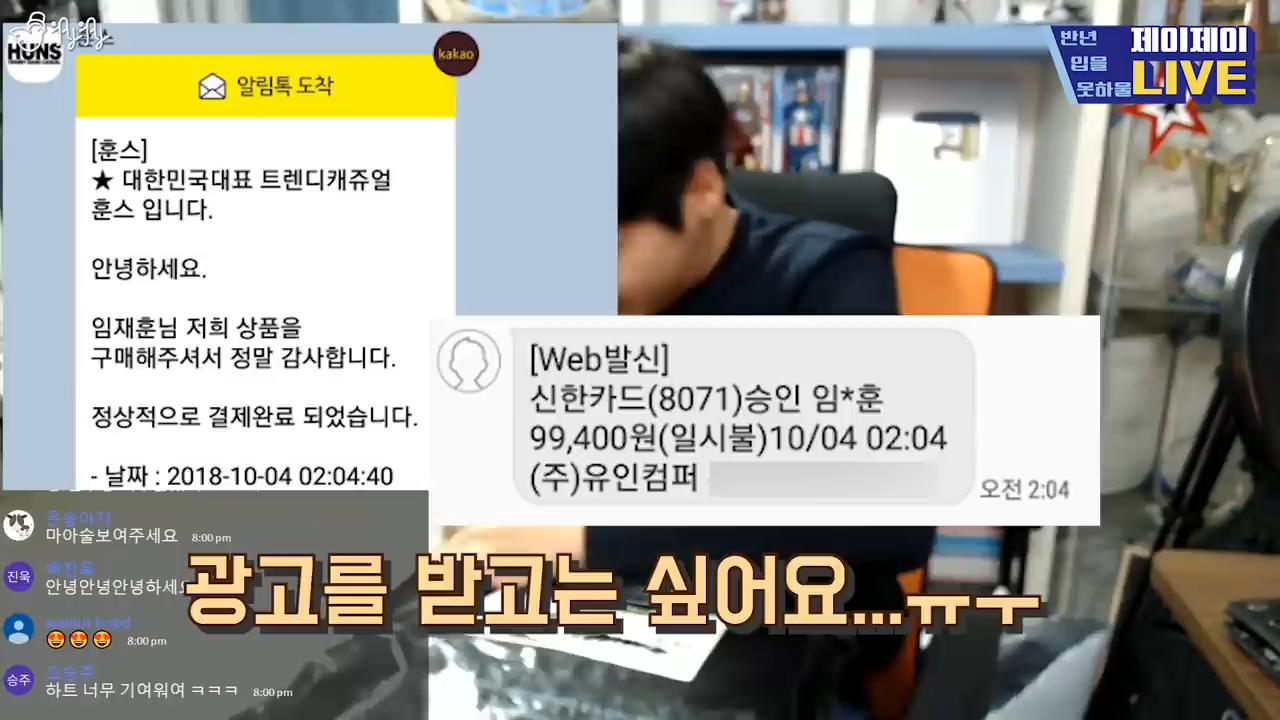 HUNS
kakao
알림톡 도착
[훈스]
★ 대한민국대표 트렌디캐쥬얼
훈스 입니다.
안녕하세요.
임재훈님 저희 상품을
구매해주셔서 정말 감사합니다.
정상적으로 결제완료 되었습니다.
- 날짜 : 2018-10-04 02:04:40
반년
입을
못하울
제이제이
LIVE
[Web발신]
신한카드(8071)승인 임*훈
99,400원(일시불)10/04 02:04
(주)유인컴퍼
오전 2:04
마아술보여주세요 8:00 pm
진욱
안녕안녕안녕하세
😍😍😍 8:00 pm
승주
하트 너무 기여워여 ㅋㅋㅋ 8:00 pm
광고를 받고는 싶어요...ㅠㅜ